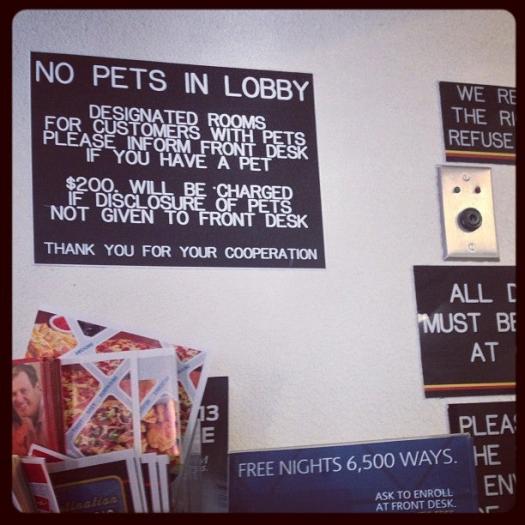 NO PETS IN LOBBY
DESIGNATED ROOMS
FOR CUSTOMERS WITH PETS
PLEASE INFORM FRONT DESK
IF YOU HAVE A PET
$200. WILL BE CHARGED
IF DISCLOSURE OF PETS
NOT GIVEN TO FRONT DESK
THANK YOU FOR YOUR COOPERATION
WE RE
THE RI
REFUSE
ALL D
MUST BE
AT
PLEAS
HE
EN
13
E
FREE NIGHTS 6,500 WAYS.
ASK TO ENROLL
AT FRONT DESK.